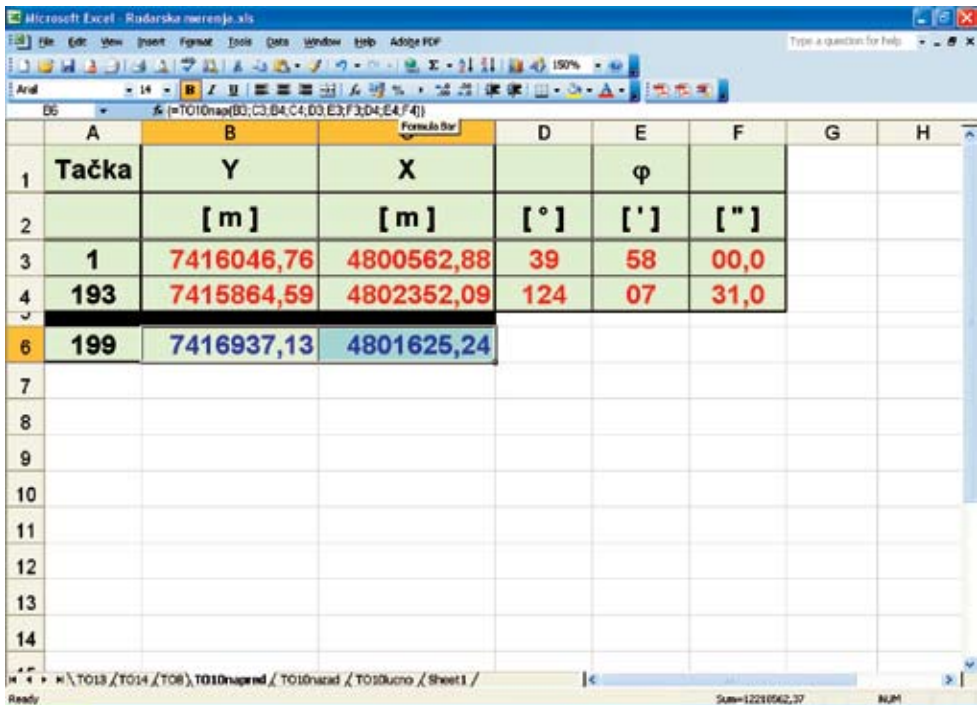 Microsoft Excel - Rudarska merenja.xls
File Edit View Insert Format Tools Data Window Help Adobe PDF Type a question for help
150%
Arial 14 B I U
B6 fx {=TO10nap(B3;C3;B4;C4;D3;E3;F3;D4;E4;F4)}
Formula Bar
A B D E F G H
1 Tačka Y X φ
2 [ m ] [ m ] [ ° ] [ ' ] [ " ]
3 1 7416046,76 4800562,88 39 58 00,0
4 193 7415864,59 4802352,09 124 07 31,0
6 199 7416937,13 4801625,24
7
8
9
10
11
12
13
14
TO13 / TO14 / TO8 \ TO10napred / TO10nazad / TO10lucno / Sheet1 /
Ready Sum=12218562,37 NUM